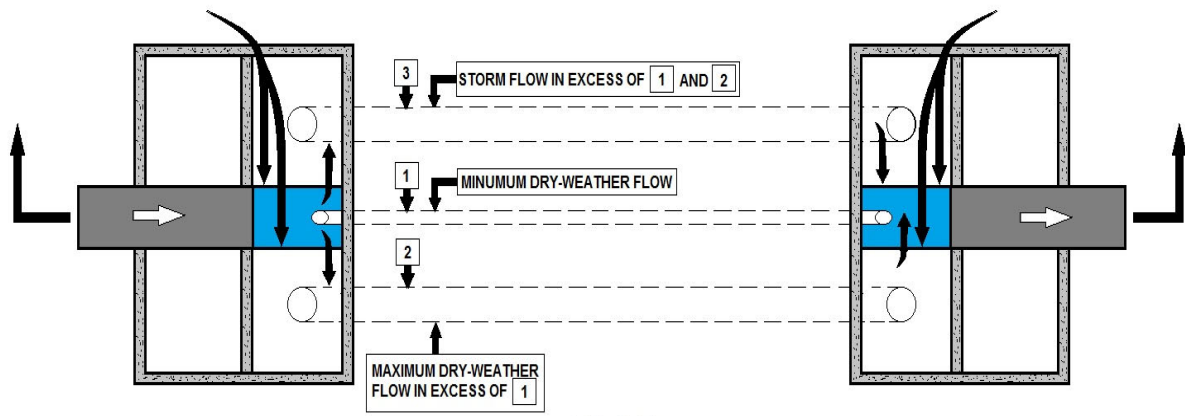 3
STORM FLOW IN EXCESS OF 1 AND 2
1
MINUMUM DRY-WEATHER FLOW
2
MAXIMUM DRY-WEATHER
FLOW IN EXCESS OF 1